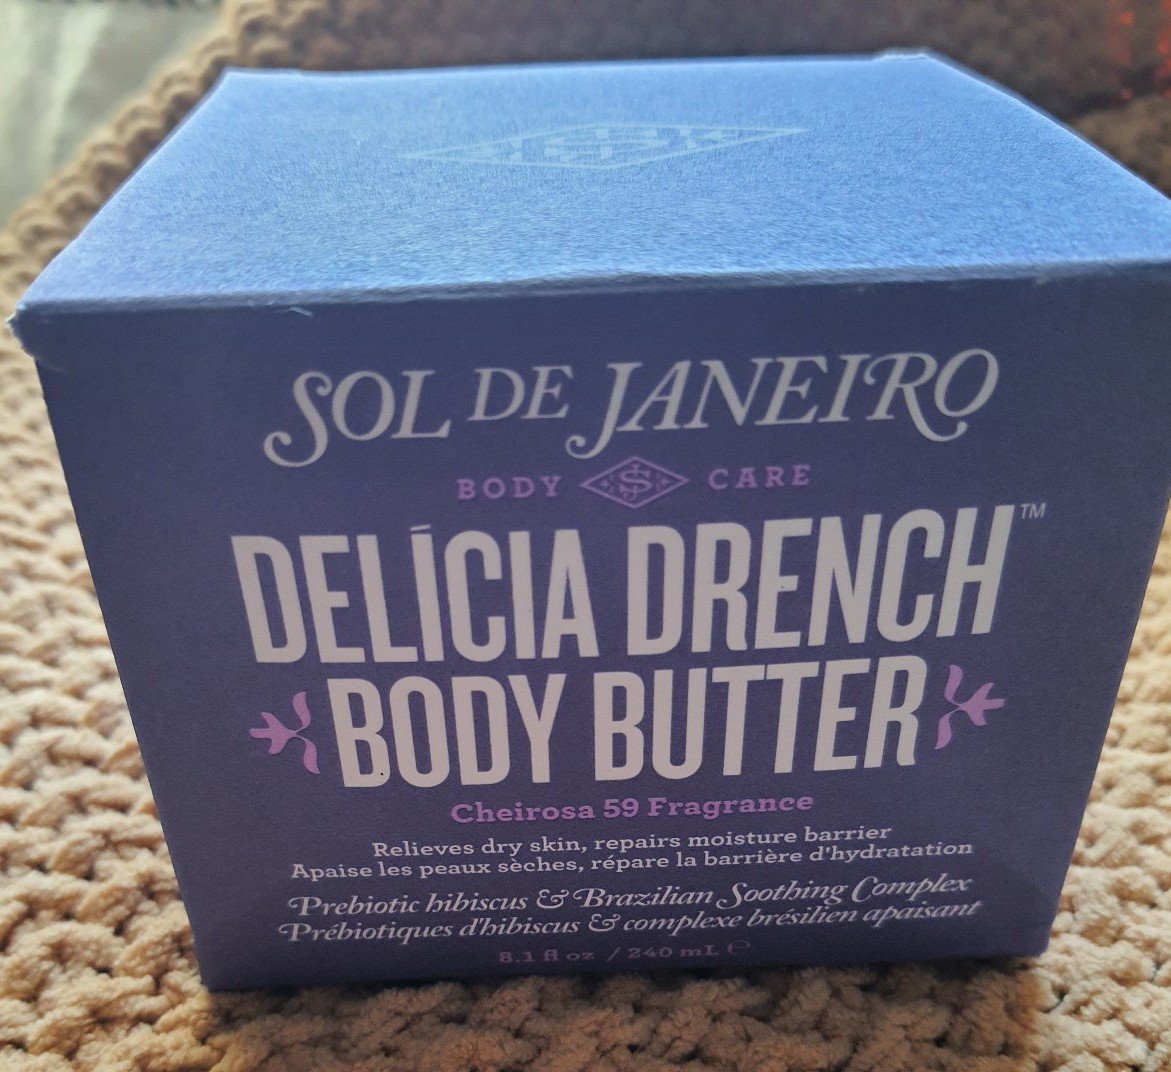 SOL DE JANEIRO
BODY CARE
DELÍCIA DRENCH™
BODY BUTTER
Cheirosa 59 Fragrance
Relieves dry skin, repairs moisture barrier
Apaise les peaux sèches, répare la barrière d'hydratation
Prebiotic hibiscus & Brazilian Soothing Complex
Prébiotiques d'hibiscus & complexe brésilien apaisant
8.1 fl oz / 240 mL ℮